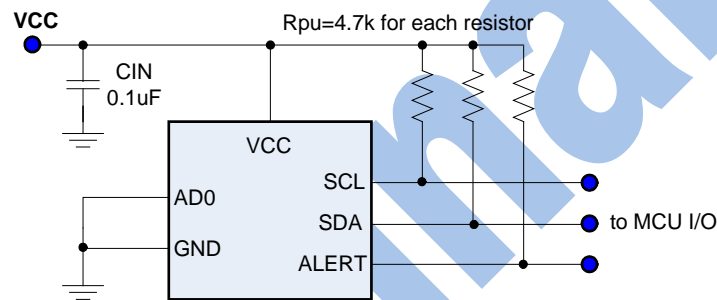 VCC
Rpu=4.7k for each resistor
CIN
0.1uF
VCC
SCL
AD0
SDA
to MCU I/O
GND
ALERT